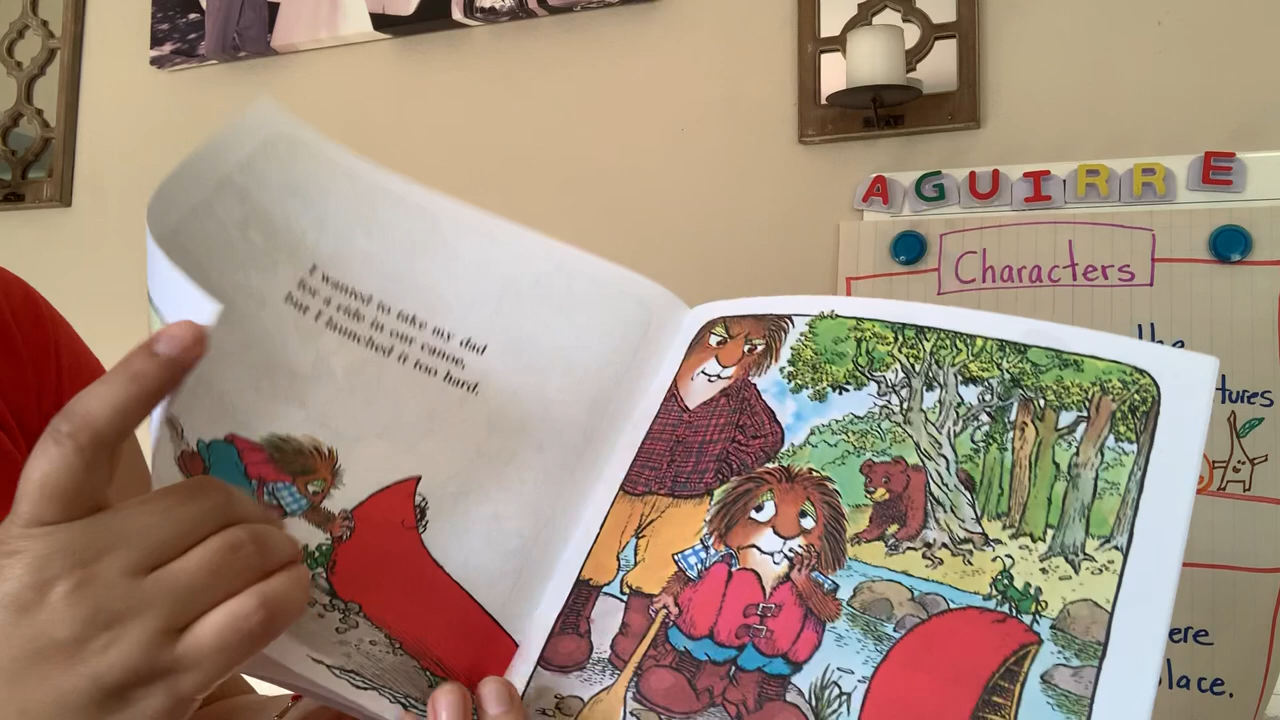 I wanted to take my dad
for a ride in our canoe,
but I launched it too hard.
AGUIRRE
Characters
the
tures
ere
lace.